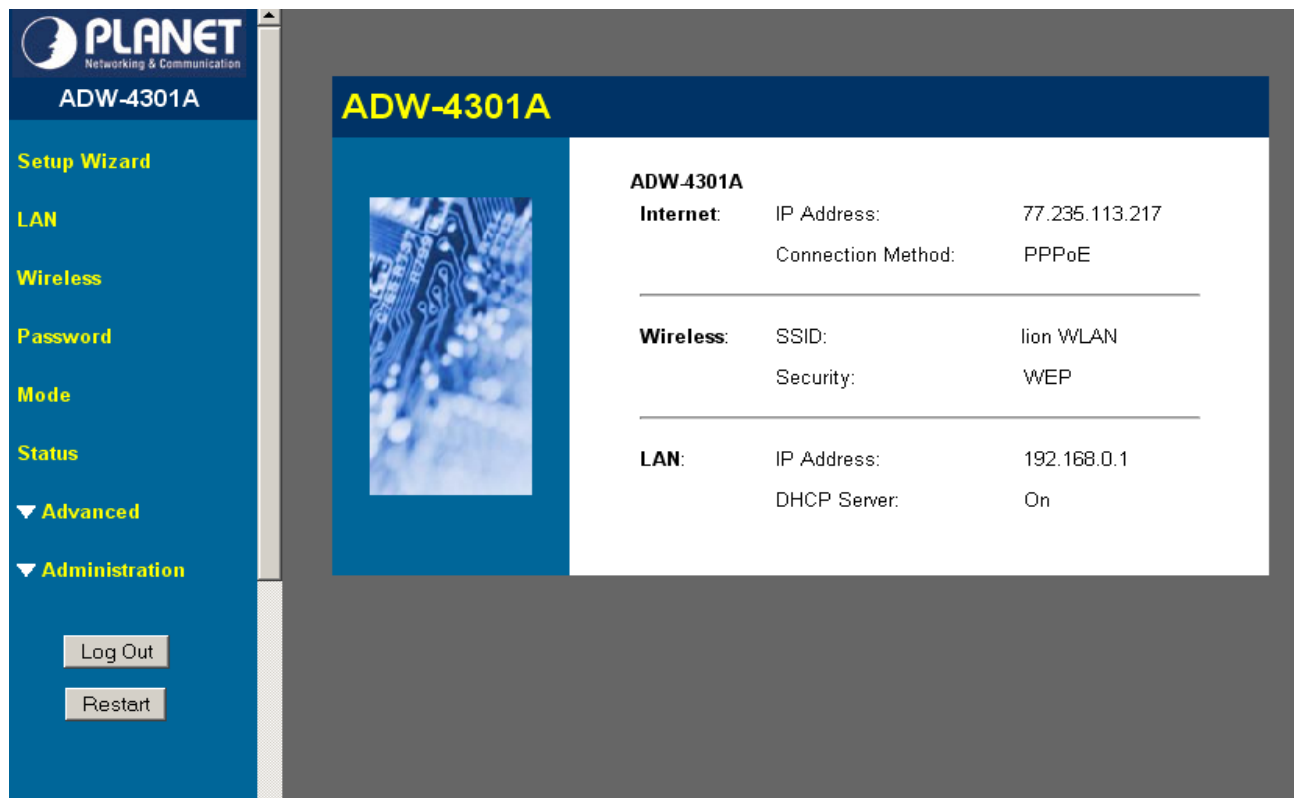 PLANET
Networking & Communication
ADW-4301A
Setup Wizard
LAN
Wireless
Password
Mode
Status
Advanced
Administration
Log Out
Restart
ADW-4301A
ADW-4301A
Internet: IP Address: 77.235.113.217
Connection Method: PPPoE
Wireless: SSID: lion WLAN
Security: WEP
LAN: IP Address: 192.168.0.1
DHCP Server: On